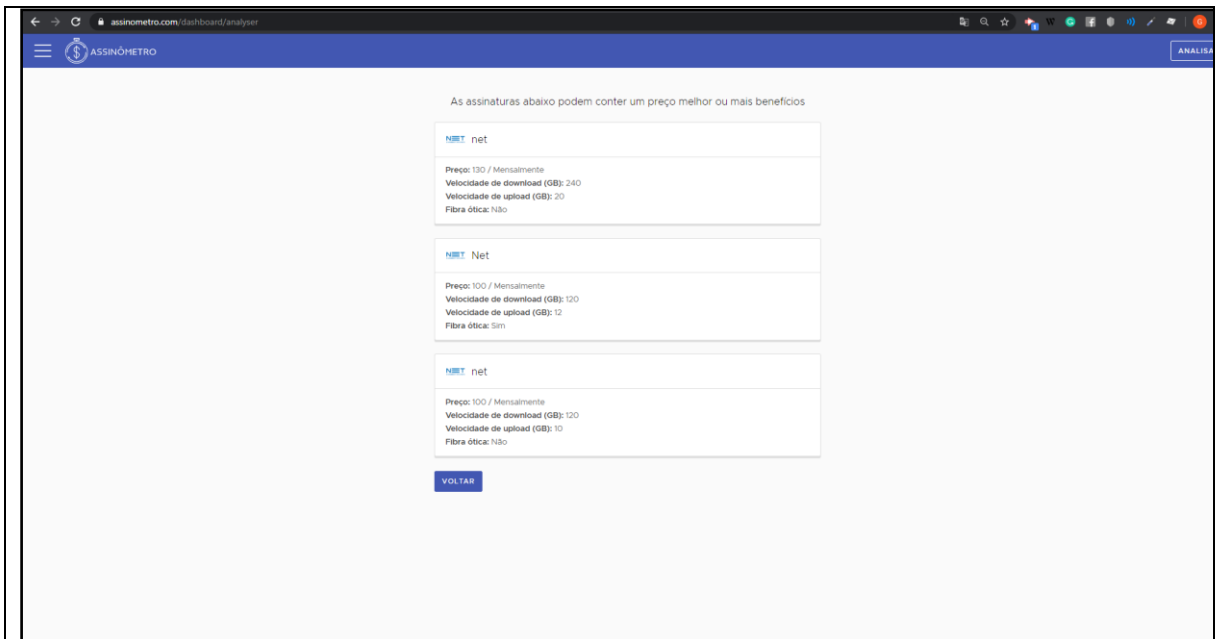 assinometro.com/dashboard/analyser
ASSINÔMETRO
ANALISA
As assinaturas abaixo podem conter um preço melhor ou mais benefícios
NET net
Preço: 130 / Mensalmente
Velocidade de download (GB): 240
Velocidade de upload (GB): 20
Fibra ótica: Não
NET Net
Preço: 100 / Mensalmente
Velocidade de download (GB): 120
Velocidade de upload (GB): 12
Fibra ótica: Sim
NET net
Preço: 100 / Mensalmente
Velocidade de download (GB): 120
Velocidade de upload (GB): 10
Fibra ótica: Não
VOLTAR